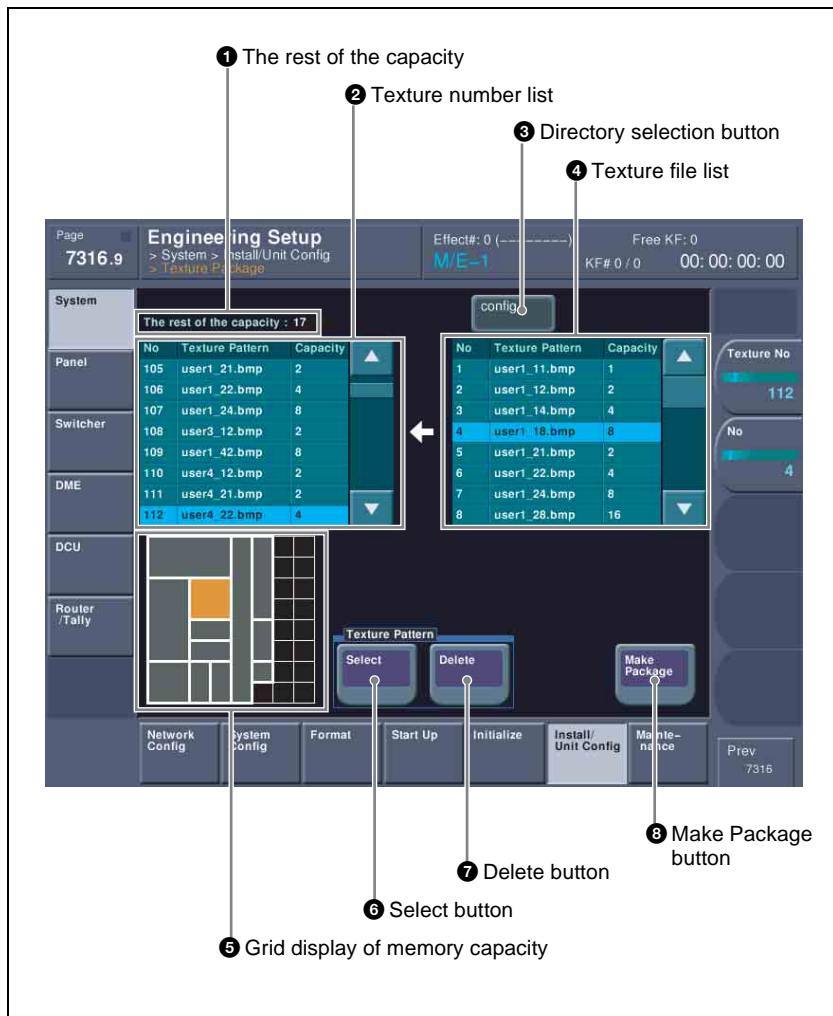 ❶ The rest of the capacity
❷ Texture number list
❸ Directory selection button
❹ Texture file list
Page
7316.9
Engineering Setup
> System > Install/Unit Config
> Texture Package
Effect#: 0 (---------)
Free KF: 0
M/E-1
KF# 0 / 0
00: 00: 00: 00
System
Panel
Switcher
DME
DCU
Router
/Tally
The rest of the capacity : 17
config
No Texture Pattern Capacity
105 user1_21.bmp 2
106 user1_22.bmp 4
107 user1_24.bmp 8
108 user3_12.bmp 2
109 user1_42.bmp 8
110 user4_12.bmp 2
111 user4_21.bmp 2
112 user4_22.bmp 4
No Texture Pattern Capacity
1 user1_11.bmp 1
2 user1_12.bmp 2
3 user1_14.bmp 4
4 user1_18.bmp 8
5 user1_21.bmp 2
6 user1_22.bmp 4
7 user1_24.bmp 8
8 user1_28.bmp 16
Texture No
112
No
4
Texture Pattern
Select
Delete
Make
Package
Network
Config
System
Config
Format
Start Up
Initialize
Install/
Unit Config
Mainte-
nance
Prev
7316
❽ Make Package
button
❼ Delete button
❻ Select button
❺ Grid display of memory capacity